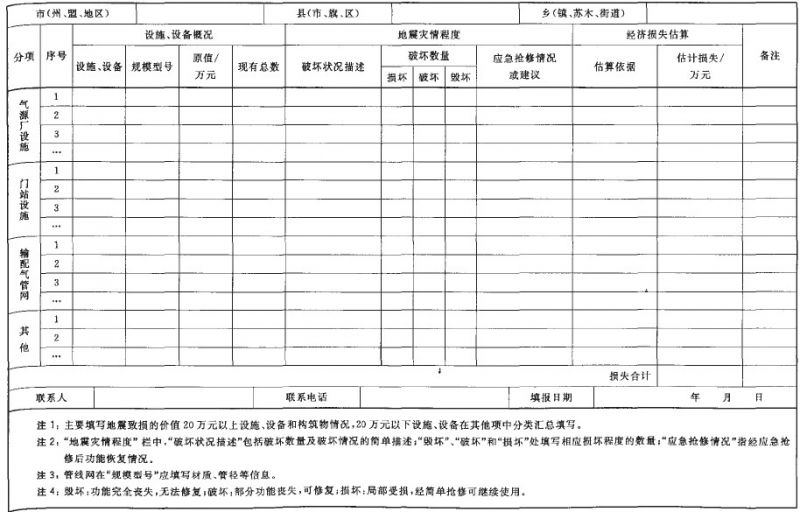 市(州、盟、地区) 县(市、旗、区) 乡(镇、苏木、街道)
分项 序号 设施、设备概况 地震灾情程度 经济损失估算 备注
设施、设备 规模型号 原值/万元 现有总数 破坏状况描述 破坏数量 应急抢修情况或建议 估算依据 估计损失/万元
损坏 破坏 毁坏
气源厂设施
1
2
3
…
门站设施
1
2
3
…
输配气管网
1
2
3
…
其他
1
2
…
损失合计
联系人 联系电话 填报日期 年 月 日
注1：主要填写地震致损的价值20万元以上设施、设备和构筑物情况，20万元以下设施、设备在其他项中分类汇总填写。
注2：“地震灾情程度”栏中，“破坏状况描述”包括破坏数量及破坏情况的简单描述；“毁坏”、“破坏”和“损坏”处填写相应损坏程度的数量；“应急抢修情况”指经应急抢
修后功能恢复情况。
注3：管线网在“规模型号”应填写材质、管径等信息。
注4：毁坏：功能完全丧失，无法修复；破坏：部分功能丧失，可修复；损坏：局部受损，经简单抢修可继续使用。